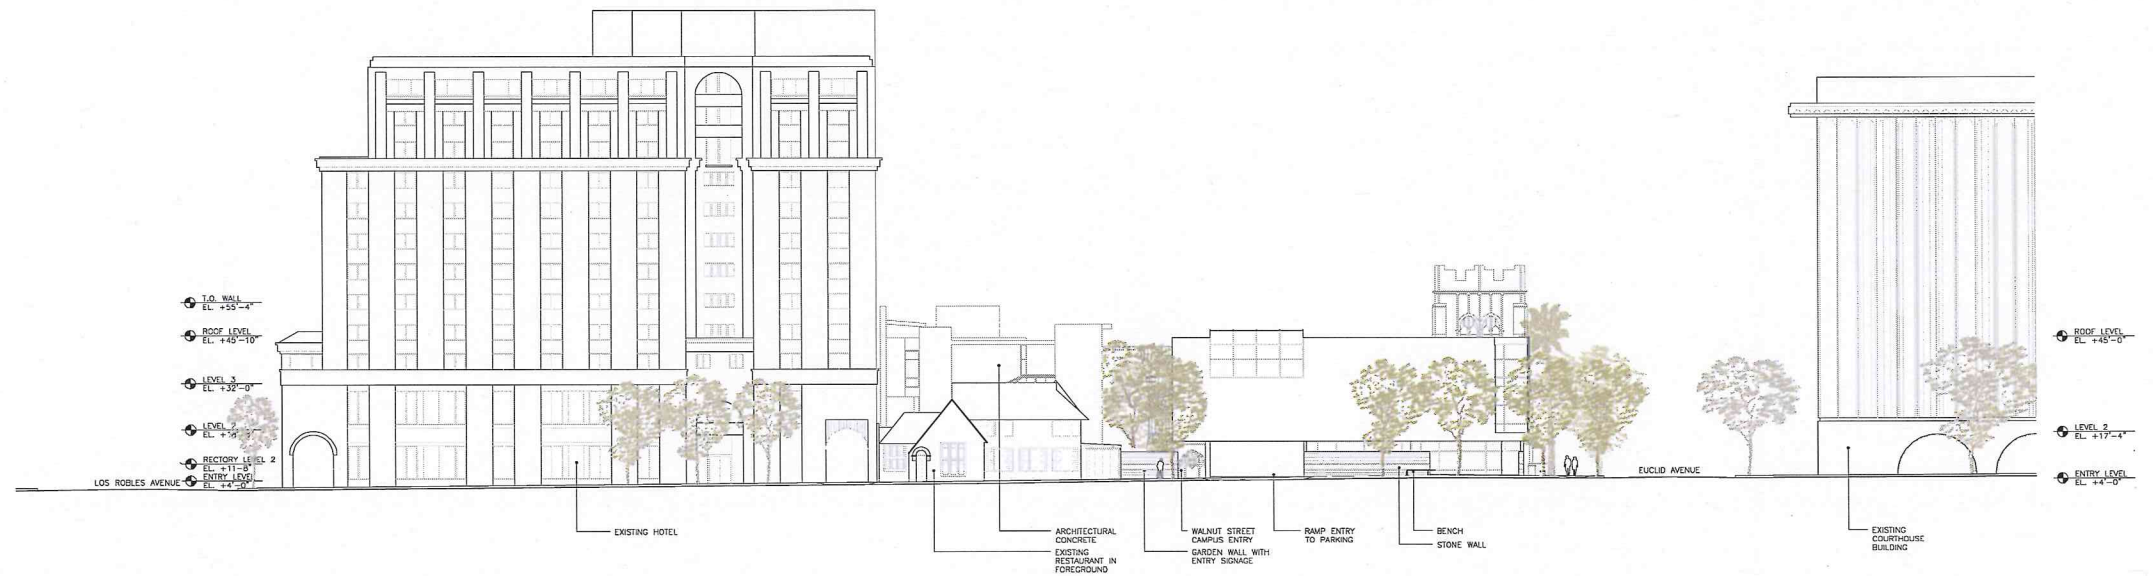 T.O. WALL
EL. +55'-4"
ROOF LEVEL
EL. +45'-10"
LEVEL 3
EL. +32'-0"
LEVEL 2
RECTORY LEVEL 2
EL. +11-8"
ENTRY LEVEL
EL. +4'-0"
LOS ROBLES AVENUE
EUCLID AVENUE
ROOF LEVEL
EL. +45'-0"
LEVEL 2
EL. +17'-4"
ENTRY LEVEL
EL. +4'-0"
EXISTING HOTEL
ARCHITECTURAL
CONCRETE
EXISTING
RESTAURANT IN
FOREGROUND
WALNUT STREET
CAMPUS ENTRY
GARDEN WALL WITH
ENTRY SIGNAGE
RAMP ENTRY
TO PARKING
BENCH
STONE WALL
EXISTING
COURTHOUSE
BUILDING